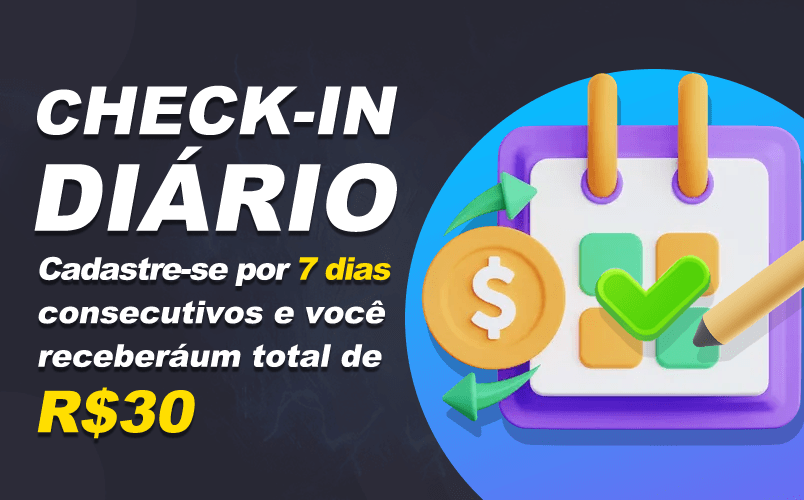 CHECK-IN
DIÁRIO
Cadastre-se por 7 dias
consecutivos e você
receberáum total de
R$30
$